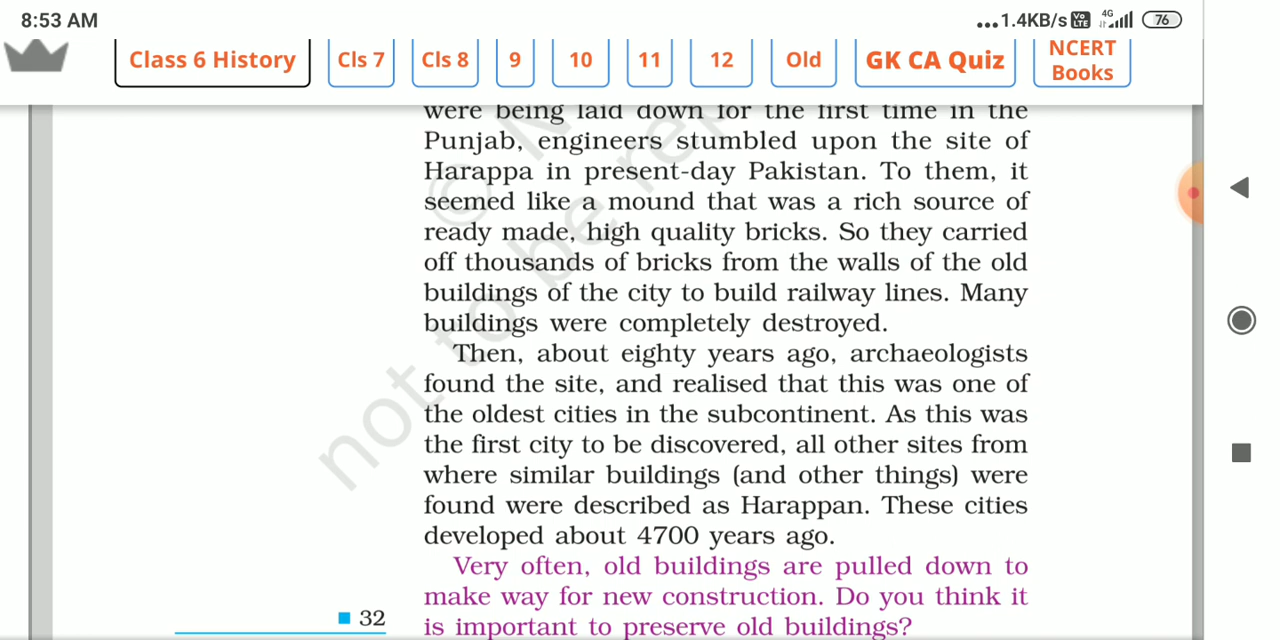 8:53 AM
...1.4KB/s Vo LTE 4G 76
Class 6 History Cls 7 Cls 8 9 10 11 12 Old GK CA Quiz NCERT Books
were being laid down for the first time in the
Punjab, engineers stumbled upon the site of
Harappa in present-day Pakistan. To them, it
seemed like a mound that was a rich source of
ready made, high quality bricks. So they carried
off thousands of bricks from the walls of the old
buildings of the city to build railway lines. Many
buildings were completely destroyed.
Then, about eighty years ago, archaeologists
found the site, and realised that this was one of
the oldest cities in the subcontinent. As this was
the first city to be discovered, all other sites from
where similar buildings (and other things) were
found were described as Harappan. These cities
developed about 4700 years ago.
Very often, old buildings are pulled down to
make way for new construction. Do you think it
is important to preserve old buildings?
32
© N
not to be rep